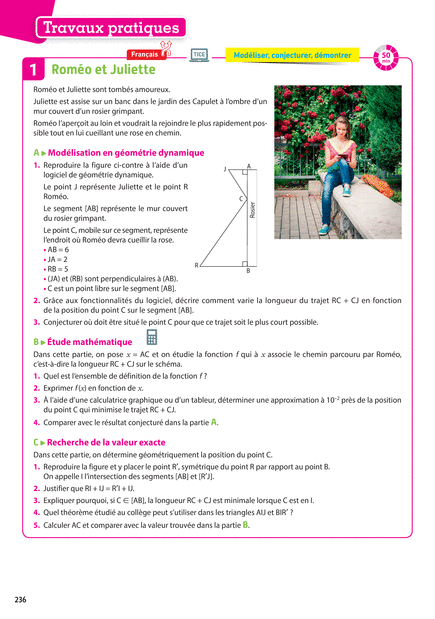 Travaux pratiques
Français
TICE
Modéliser, conjecturer, démontrer
50
min
1 Roméo et Juliette
Roméo et Juliette sont tombés amoureux.
Juliette est assise sur un banc dans le jardin des Capulet à l'ombre d'un
mur couvert d'un rosier grimpant.
Roméo l'aperçoit au loin et voudrait la rejoindre le plus rapidement pos-
sible tout en lui cueillant une rose en chemin.
A ▶ Modélisation en géométrie dynamique
1. Reproduire la figure ci-contre à l'aide d'un
logiciel de géométrie dynamique.
Le point J représente Juliette et le point R
Roméo.
Le segment [AB] représente le mur couvert
du rosier grimpant.
Le point C, mobile sur ce segment, représente
l'endroit où Roméo devra cueillir la rose.
• AB = 6
• JA = 2
• RB = 5
• (JA) et (RB) sont perpendiculaires à (AB).
• C est un point libre sur le segment [AB].
J
A
C
Rosier
R
B
2. Grâce aux fonctionnalités du logiciel, décrire comment varie la longueur du trajet RC + CJ en fonction
de la position du point C sur le segment [AB].
3. Conjecturer où doit être situé le point C pour que ce trajet soit le plus court possible.
B ▶ Étude mathématique
Dans cette partie, on pose x = AC et on étudie la fonction f qui à x associe le chemin parcouru par Roméo,
c'est-à-dire la longueur RC + CJ sur le schéma.
1. Quel est l'ensemble de définition de la fonction f ?
2. Exprimer f(x) en fonction de x.
3. À l'aide d'une calculatrice graphique ou d'un tableur, déterminer une approximation à 10⁻² près de la position
du point C qui minimise le trajet RC + CJ.
4. Comparer avec le résultat conjecturé dans la partie A.
C ▶ Recherche de la valeur exacte
Dans cette partie, on détermine géométriquement la position du point C.
1. Reproduire la figure et y placer le point R', symétrique du point R par rapport au point B.
On appelle I l'intersection des segments [AB] et [R'J].
2. Justifier que RI + IJ = R'I + IJ.
3. Expliquer pourquoi, si C ∈ [AB], la longueur RC + CJ est minimale lorsque C est en I.
4. Quel théorème étudié au collège peut s'utiliser dans les triangles AIJ et BIR' ?
5. Calculer AC et comparer avec la valeur trouvée dans la partie B.
236